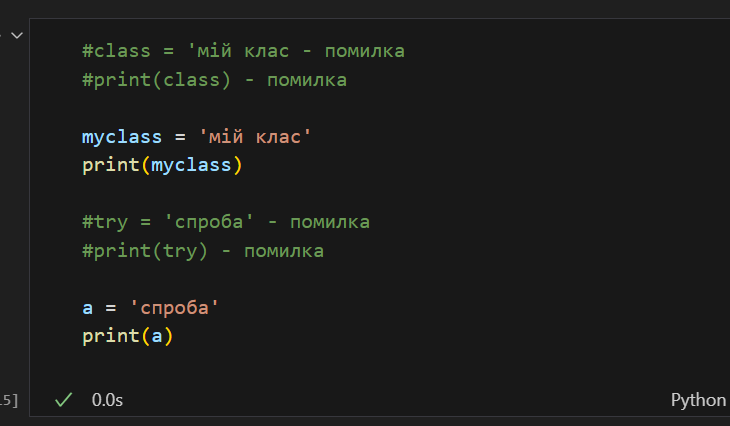 #class = 'мій клас - помилка
#print(class) - помилка
myclass = 'мій клас'
print(myclass)
#try = 'спроба' - помилка
#print(try) - помилка
a = 'спроба'
print(a)
5]
0.0s
Python